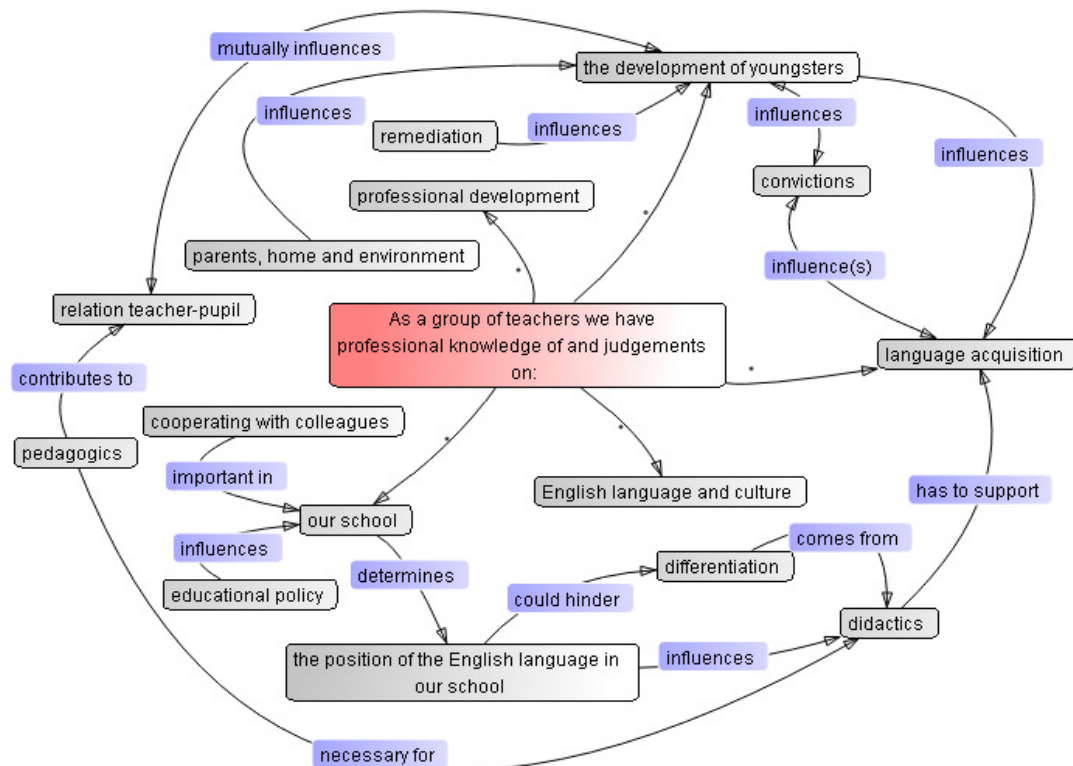 mutually influences
the development of youngsters
influences
influences
influences
remediation
influences
convictions
professional development
parents, home and environment
influence(s)
relation teacher-pupil
As a group of teachers we have
professional knowledge of and judgements
on:
language acquisition
contributes to
cooperating with colleagues
pedagogics
important in
English language and culture
has to support
our school
comes from
influences
differentiation
determines
educational policy
could hinder
didactics
the position of the English language in
our school
influences
necessary for